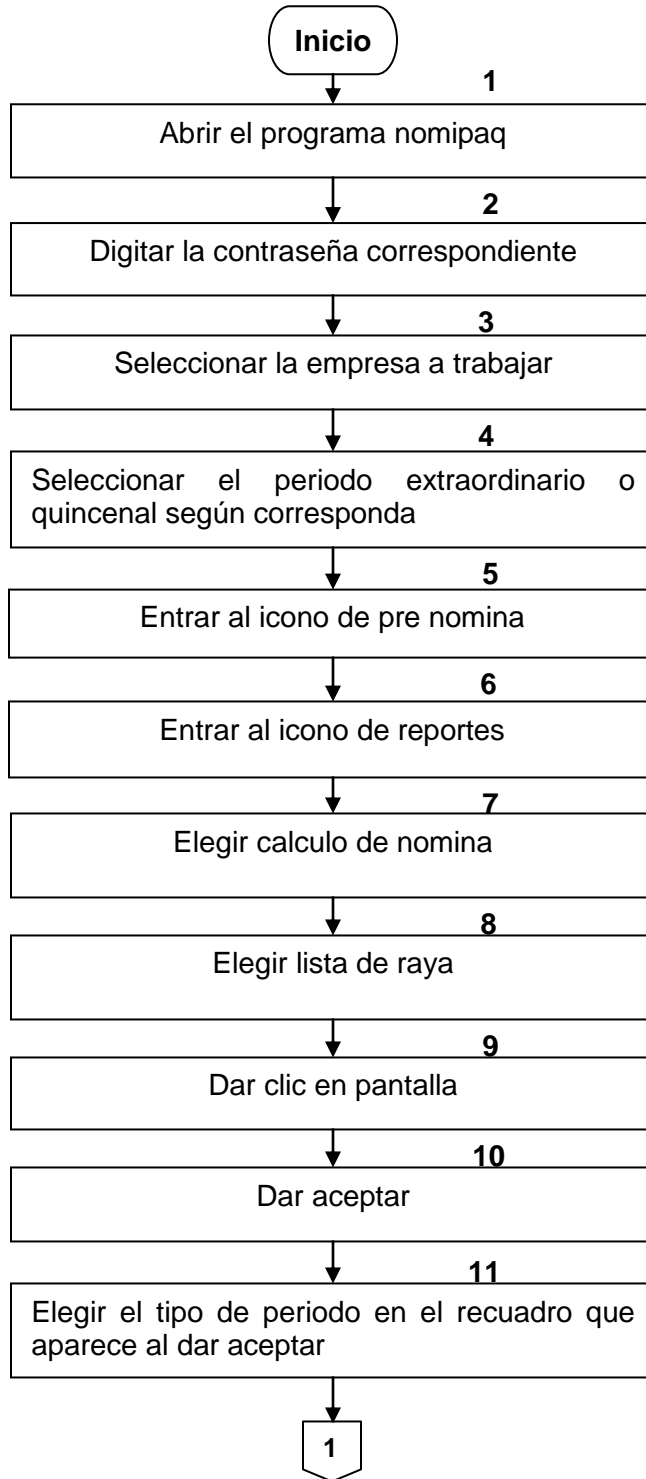 Inicio
1
Abrir el programa nomipaq
2
Digitar la contraseña correspondiente
3
Seleccionar la empresa a trabajar
4
Seleccionar el periodo extraordinario o
quincenal según corresponda
5
Entrar al icono de pre nomina
6
Entrar al icono de reportes
7
Elegir calculo de nomina
8
Elegir lista de raya
9
Dar clic en pantalla
10
Dar aceptar
11
Elegir el tipo de periodo en el recuadro que
aparece al dar aceptar
1